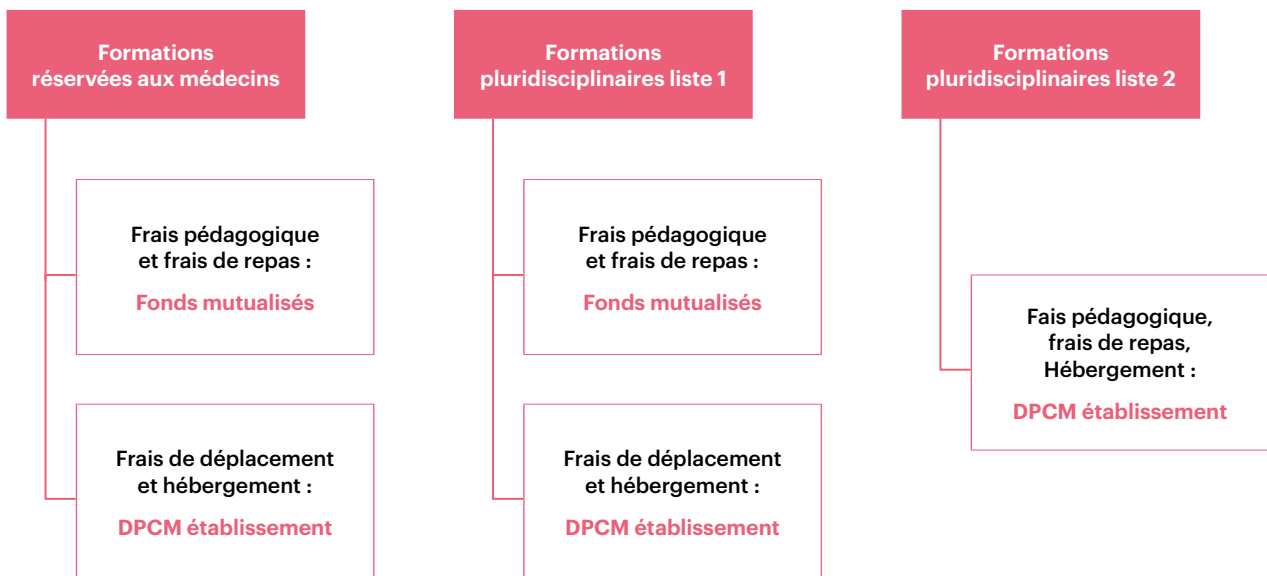 Formations
réservées aux médecins
Frais pédagogique
et frais de repas :
Fonds mutualisés
Frais de déplacement
et hébergement :
DPCM établissement
Formations
pluridisciplinaires liste 1
Frais pédagogique
et frais de repas :
Fonds mutualisés
Frais de déplacement
et hébergement :
DPCM établissement
Formations
pluridisciplinaires liste 2
Fais pédagogique,
frais de repas,
Hébergement :
DPCM établissement